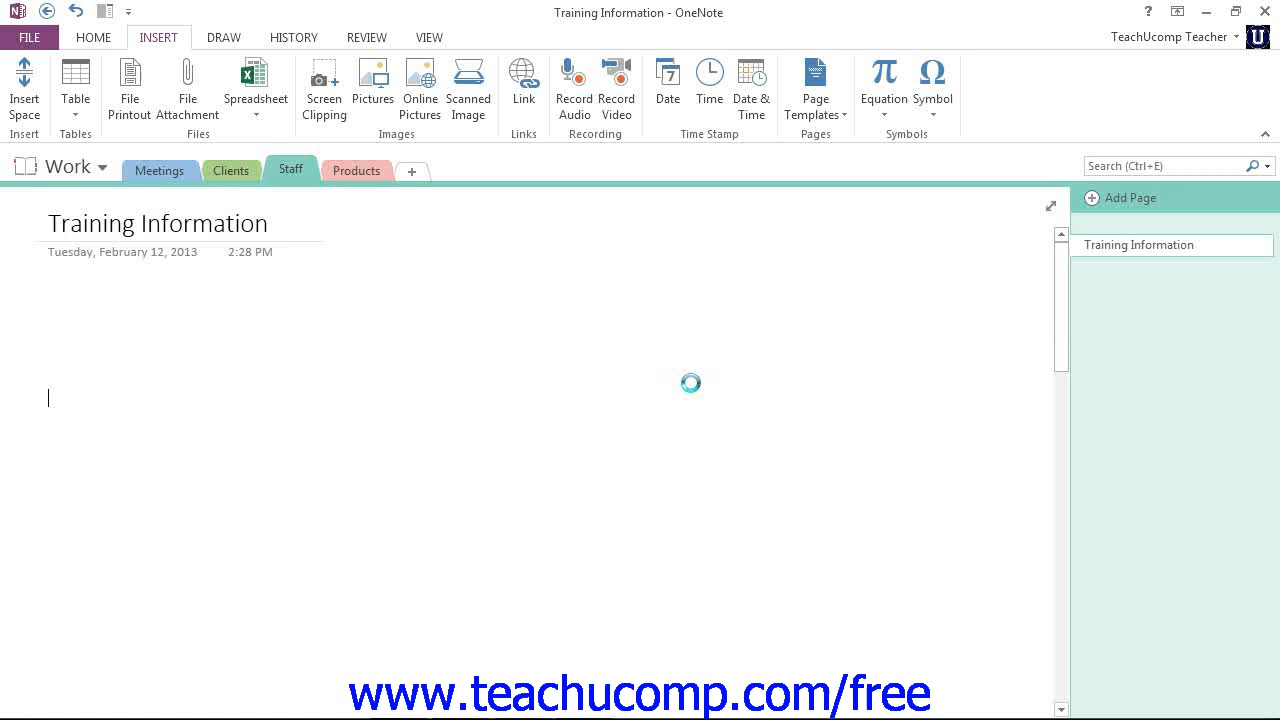 Training Information - OneNote
?
FILE HOME INSERT DRAW HISTORY REVIEW VIEW
TeachUcomp Teacher U
Insert Space
Table
File Printout
File Attachment
Spreadsheet
Screen Clipping
Pictures
Online Pictures
Scanned Image
Link
Record Audio
Record Video
7
Date
Time
Date & Time
Page Templates
π
Equation
Ω
Symbol
Insert Tables Files Images Links Recording Time Stamp Pages Symbols
Work Meetings Clients Staff Products +
Search (Ctrl+E)
Add Page
Training Information
Training Information
Tuesday, February 12, 2013 2:28 PM
www.teachucomp.com/free